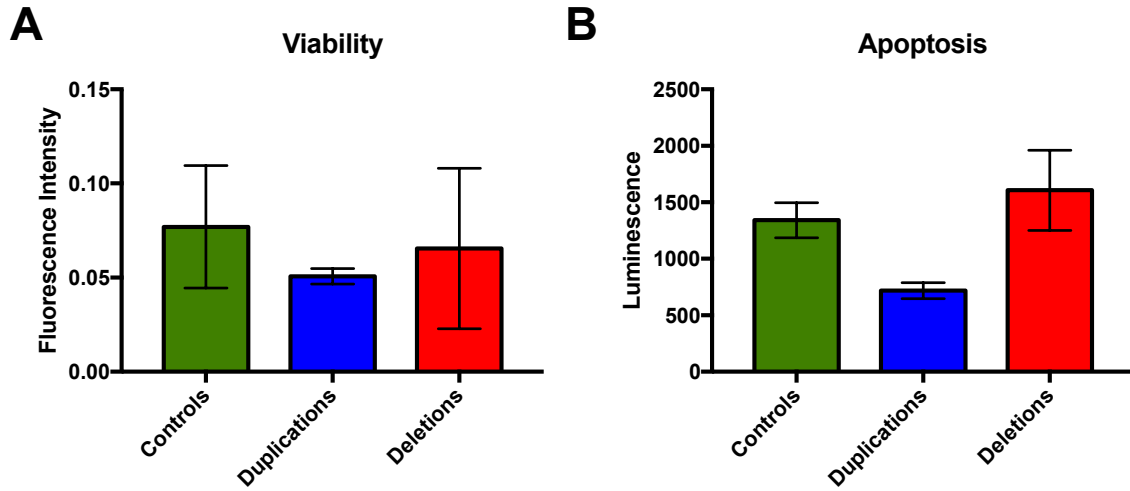 A
Viability
Fluorescence Intensity
0.15
0.10
0.05
0.00
Controls
Duplications
Deletions
B
Apoptosis
Luminescence
2500
2000
1500
1000
500
0
Controls
Duplications
Deletions